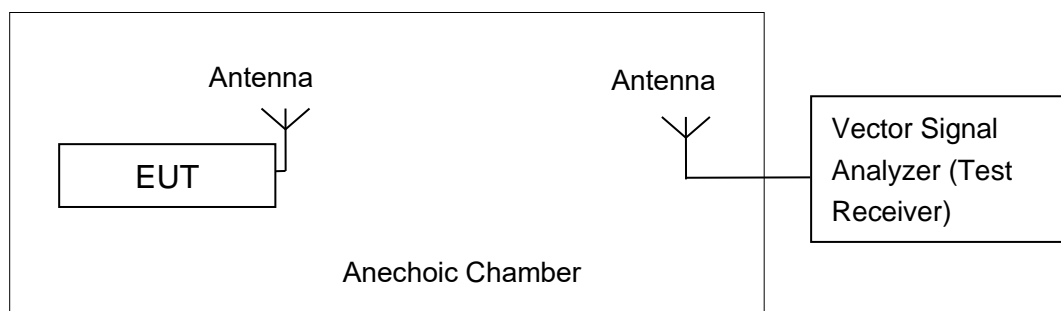 Antenna
Antenna
EUT
Vector Signal
Analyzer (Test
Receiver)
Anechoic Chamber